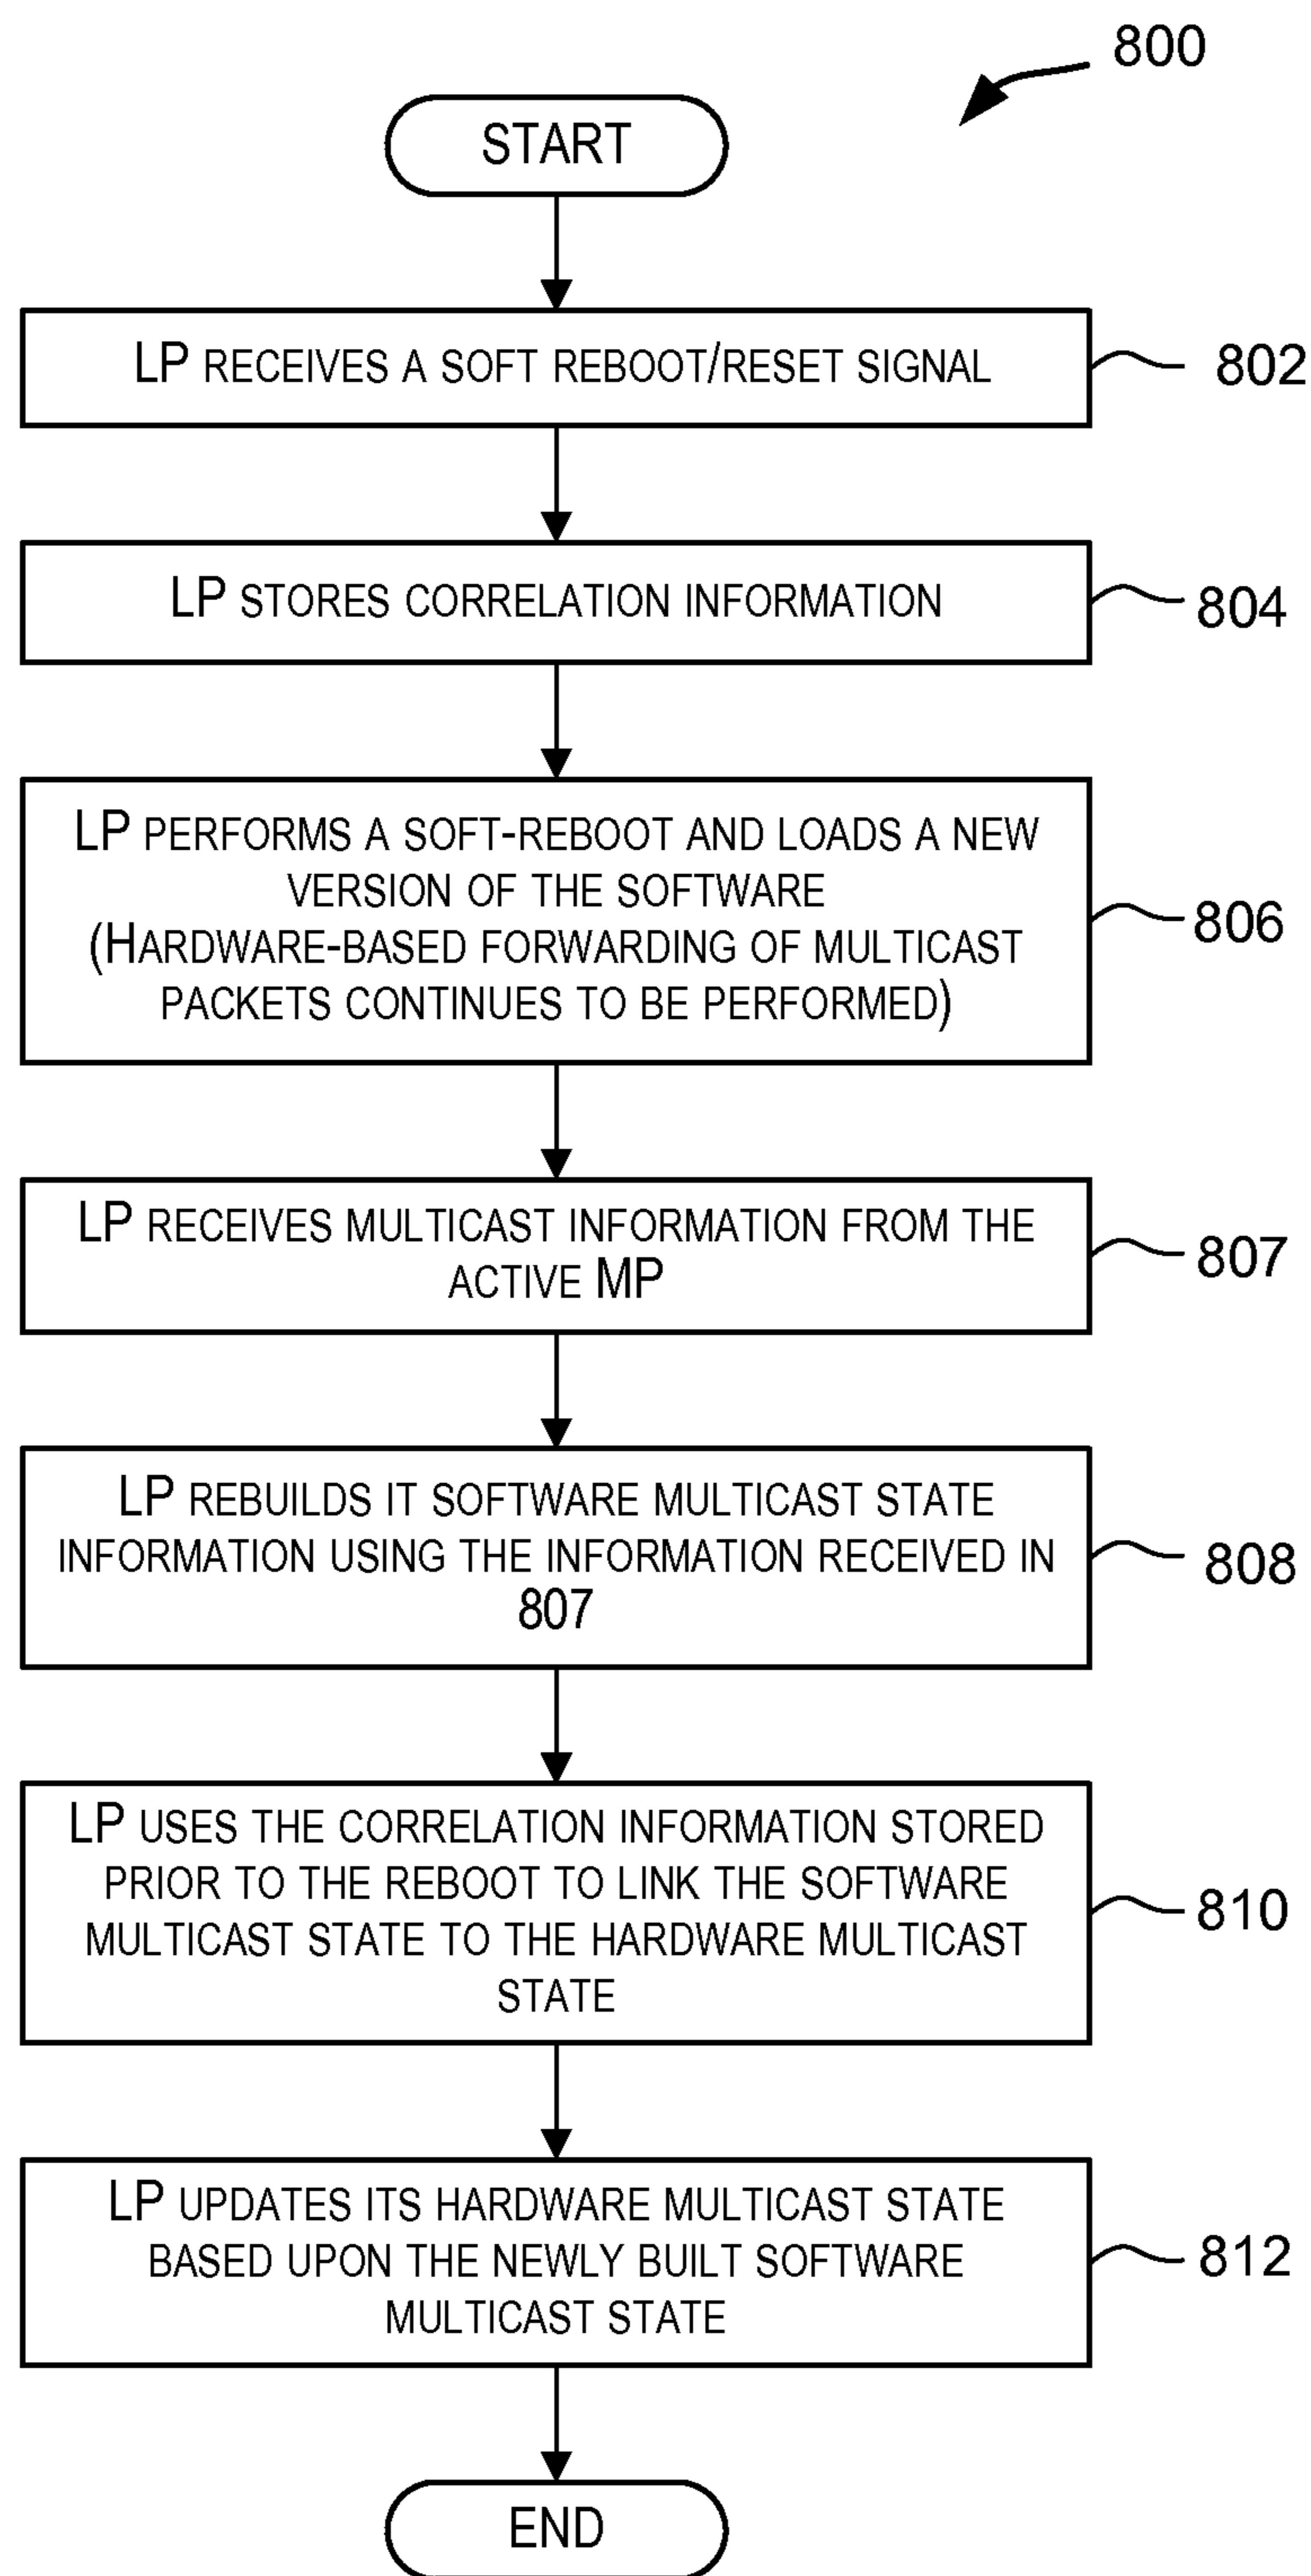 800
START
LP RECEIVES A SOFT REBOOT/RESET SIGNAL
802
LP STORES CORRELATION INFORMATION
804
LP PERFORMS A SOFT-REBOOT AND LOADS A NEW
VERSION OF THE SOFTWARE
(HARDWARE-BASED FORWARDING OF MULTICAST
PACKETS CONTINUES TO BE PERFORMED)
806
LP RECEIVES MULTICAST INFORMATION FROM THE
ACTIVE MP
807
LP REBUILDS IT SOFTWARE MULTICAST STATE
INFORMATION USING THE INFORMATION RECEIVED IN
807
808
LP USES THE CORRELATION INFORMATION STORED
PRIOR TO THE REBOOT TO LINK THE SOFTWARE
MULTICAST STATE TO THE HARDWARE MULTICAST
STATE
810
LP UPDATES ITS HARDWARE MULTICAST STATE
BASED UPON THE NEWLY BUILT SOFTWARE
MULTICAST STATE
812
END